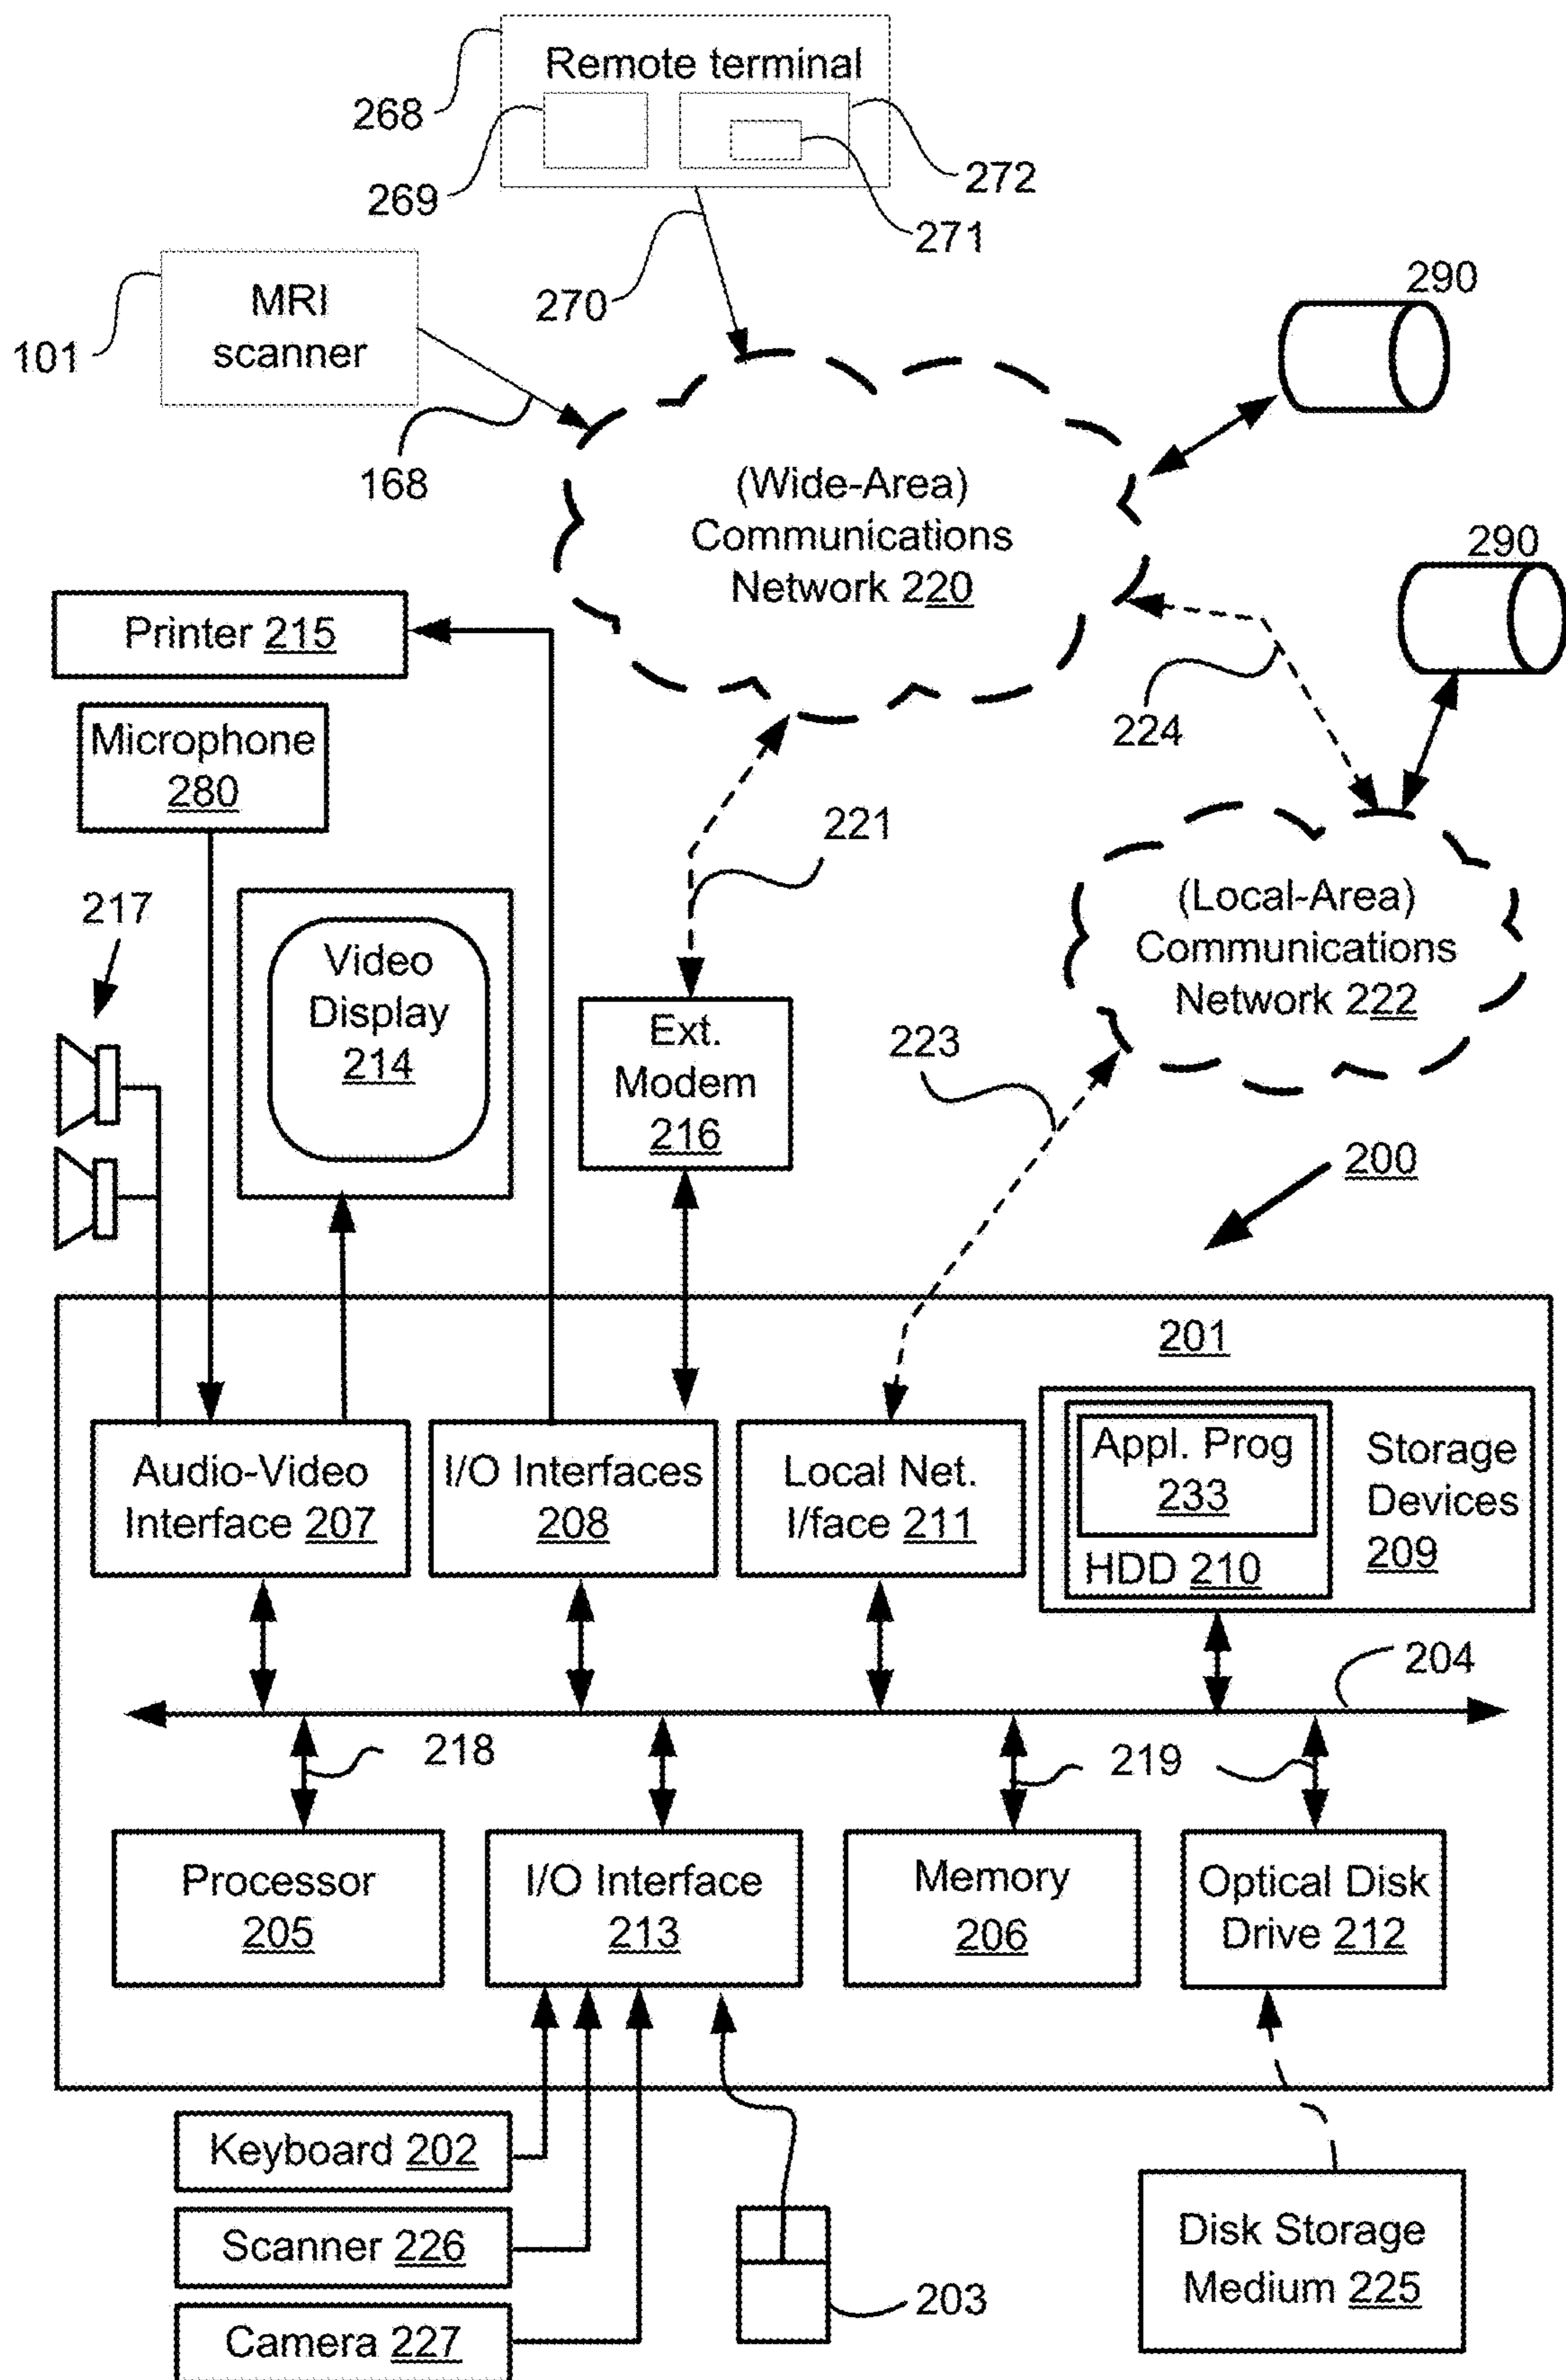 Remote terminal
268
269
272
271
270
MRI
scanner
101
168
290
(Wide-Area)
Communications
Network 220
290
224
Printer 215
Microphone
280
221
217
Video
Display
214
(Local-Area)
Communications
Network 222
Ext.
Modem
216
223
200
201
Audio-Video
Interface 207
I/O Interfaces
208
Local Net.
I/face 211
Appl. Prog
233
HDD 210
Storage
Devices
209
204
218
219
Processor
205
I/O Interface
213
Memory
206
Optical Disk
Drive 212
Keyboard 202
Scanner 226
Camera 227
203
Disk Storage
Medium 225